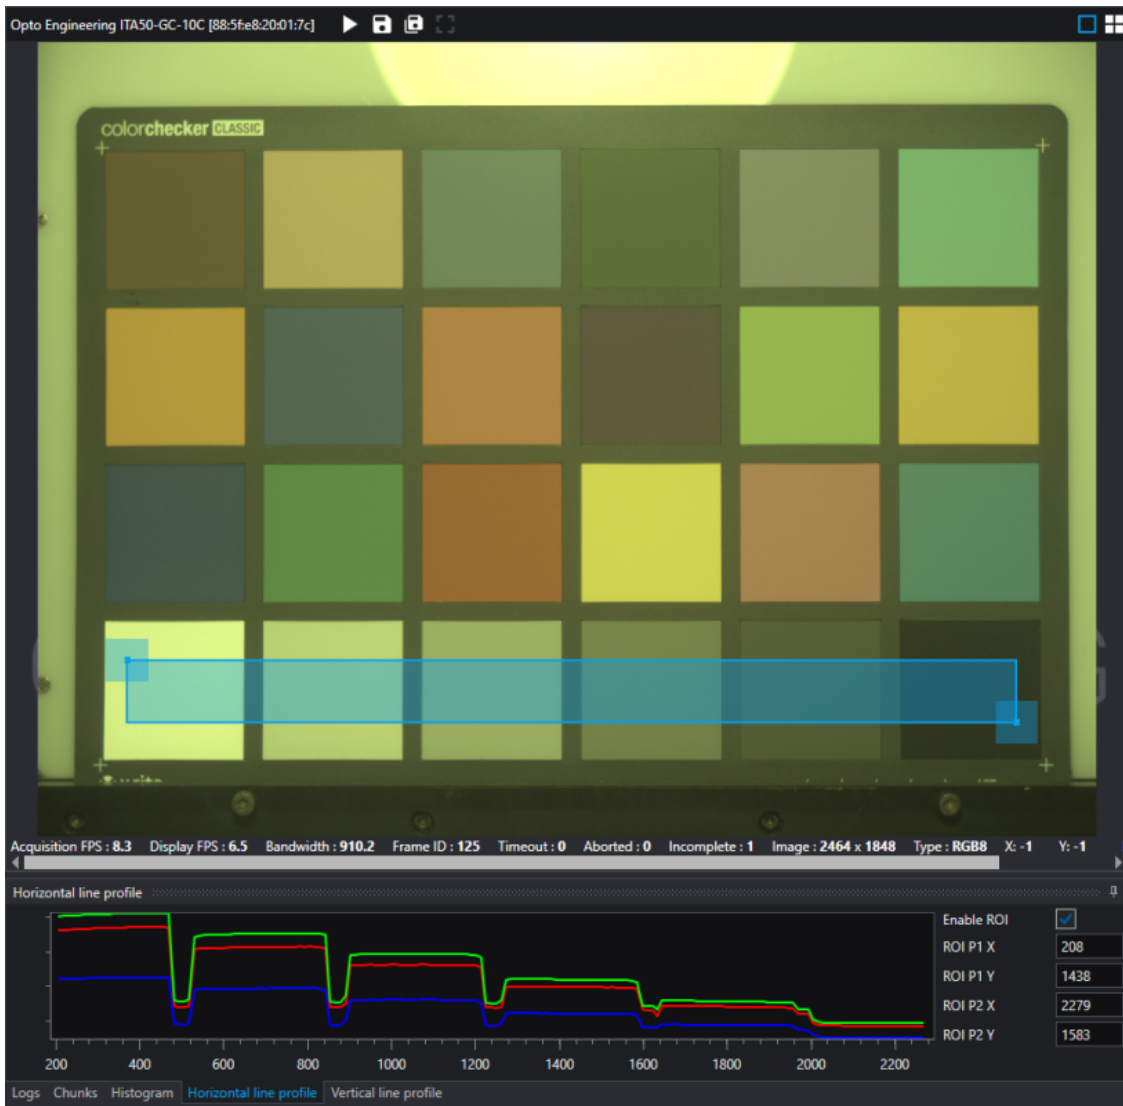 Opto Engineering ITA50-GC-10C [88:5f:e8:20:01:7c]
colorchecker CLASSIC
Acquisition FPS : 8.3 Display FPS : 6.5 Bandwidth : 910.2 Frame ID : 125 Timeout : 0 Aborted : 0 Incomplete : 1 Image : 2464 x 1848 Type : RGB8 X: -1 Y: -1
Horizontal line profile
Enable ROI
ROI P1 X 208
ROI P1 Y 1438
ROI P2 X 2279
ROI P2 Y 1583
200 400 600 800 1000 1200 1400 1600 1800 2000 2200
Logs Chunks Histogram Horizontal line profile Vertical line profile